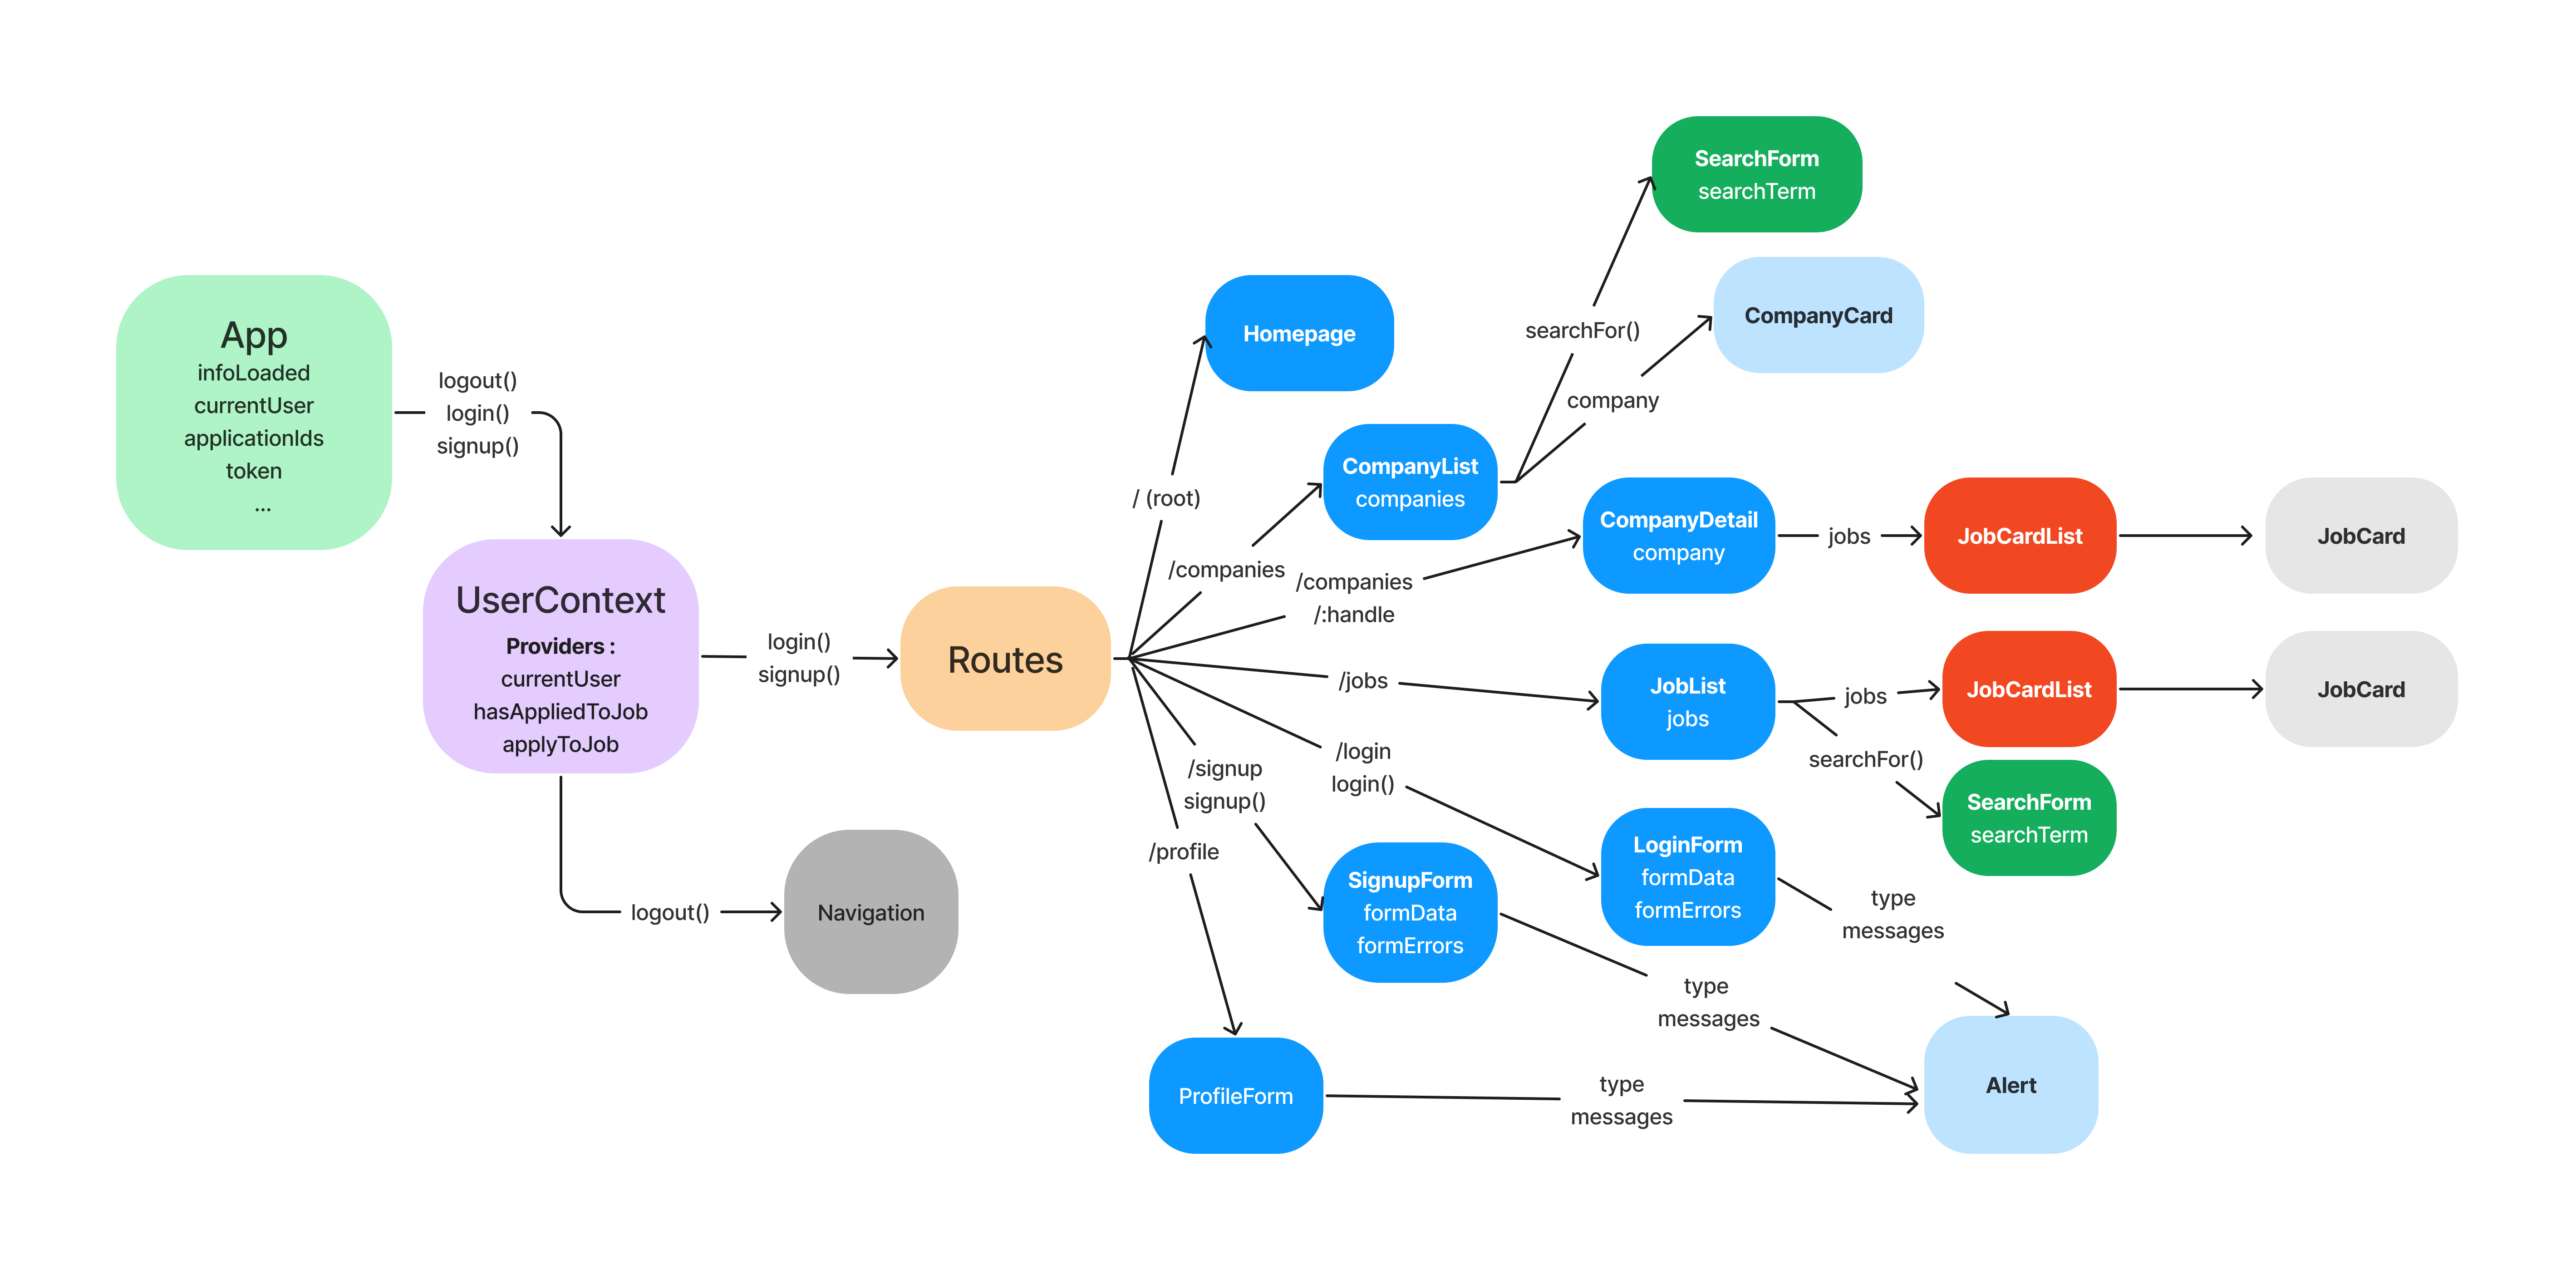 App
infoLoaded
currentUser
applicationIds
token
...
logout()
login()
signup()
UserContext
Providers :
currentUser
hasAppliedToJob
applyToJob
login()
signup()
logout()
Navigation
Routes
/ (root)
Homepage
/companies
CompanyList
companies
searchFor()
SearchForm
searchTerm
company
CompanyCard
/companies
/:handle
CompanyDetail
company
jobs
JobCardList
JobCard
/jobs
JobList
jobs
jobs
JobCardList
JobCard
searchFor()
SearchForm
searchTerm
/login
login()
LoginForm
formData
formErrors
type
messages
/signup
signup()
SignupForm
formData
formErrors
type
messages
/profile
ProfileForm
type
messages
Alert